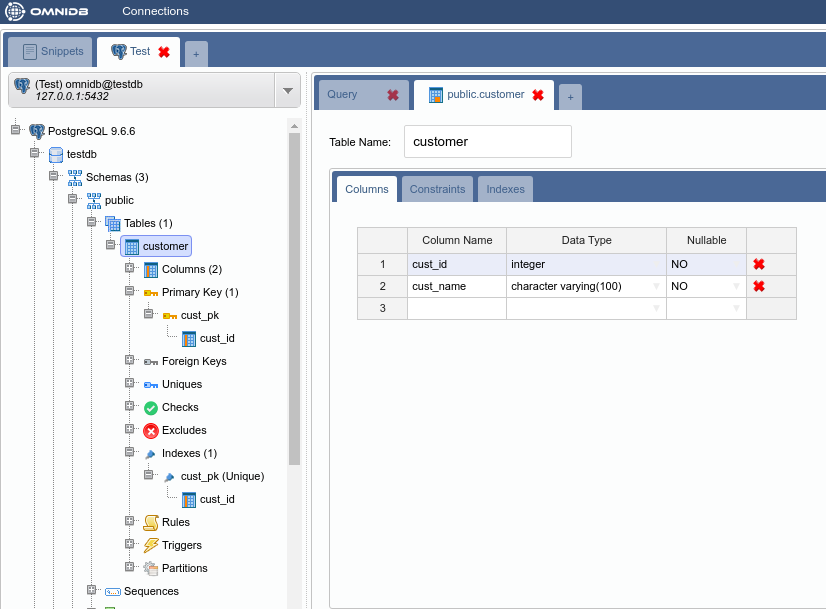 OMNIDB Connections
Snippets Test +
(Test) omnidb@testdb
127.0.0.1:5432
PostgreSQL 9.6.6
testdb
Schemas (3)
public
Tables (1)
customer
Columns (2)
Primary Key (1)
cust_pk
cust_id
Foreign Keys
Uniques
Checks
Excludes
Indexes (1)
cust_pk (Unique)
cust_id
Rules
Triggers
Partitions
Sequences
Query public.customer +
Table Name: customer
Columns Constraints Indexes
Column Name Data Type Nullable
1 cust_id integer NO
2 cust_name character varying(100) NO
3